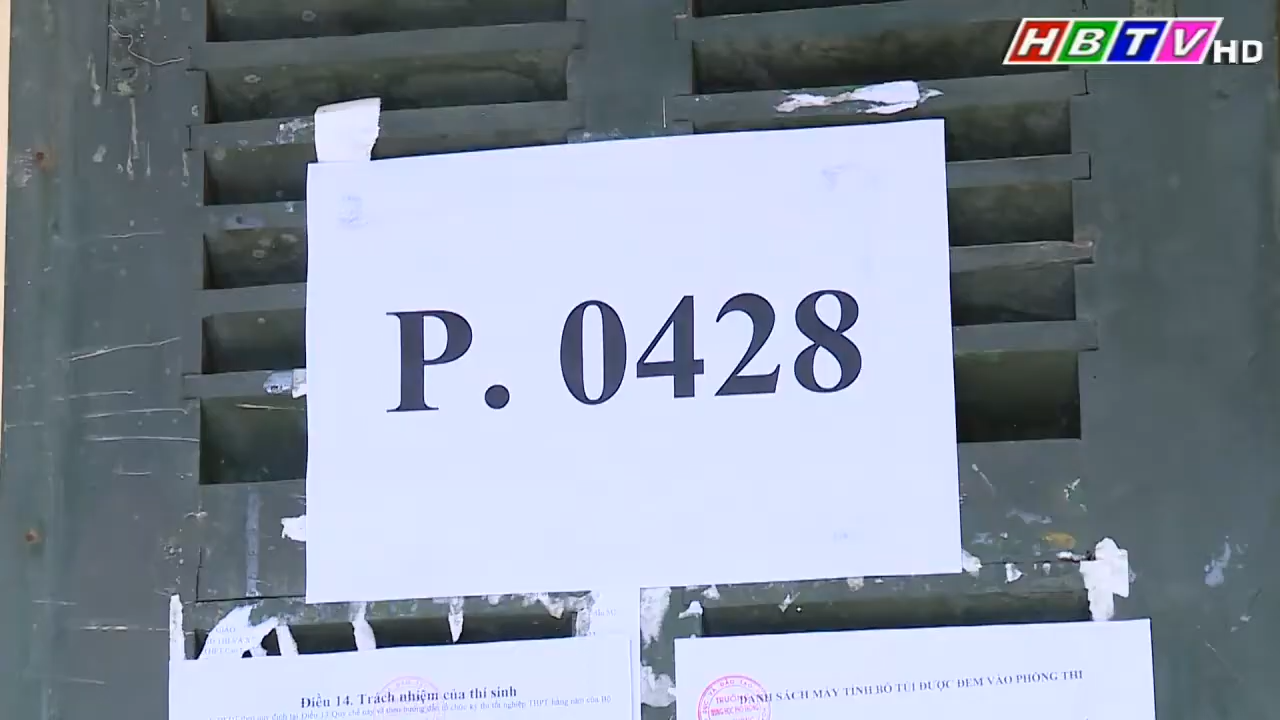 HBTV HD
P. 0428
Điều 14. Trách nhiệm của thí sinh
DANH SÁCH MÁY TÍNH BỎ TÚI ĐƯỢC ĐEM VÀO PHÒNG THI